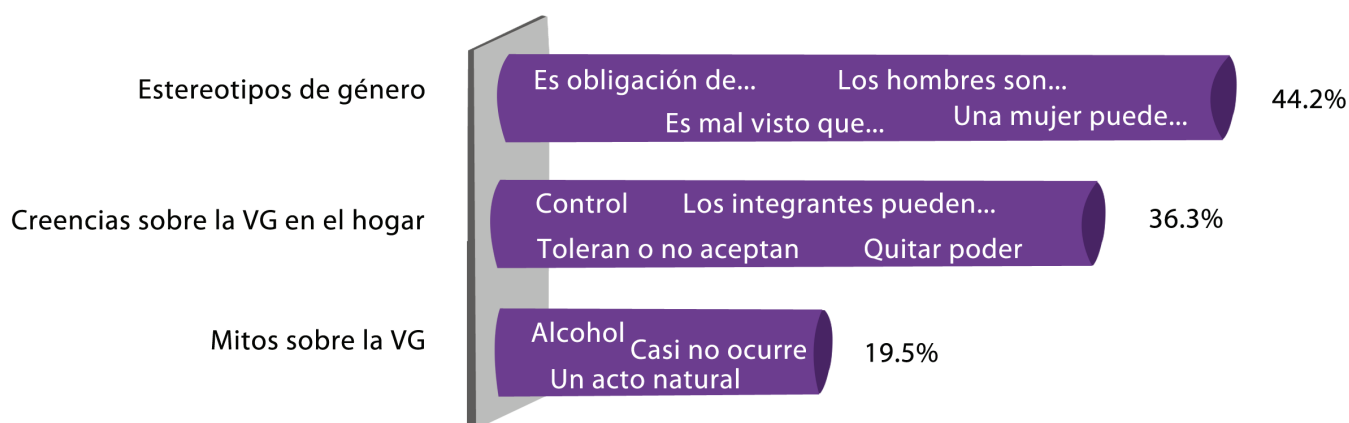 Estereotipos de género
Es obligación de...
Los hombres son...
Es mal visto que...
Una mujer puede...
44.2%
Creencias sobre la VG en el hogar
Control
Los integrantes pueden...
Toleran o no aceptan
Quitar poder
36.3%
Mitos sobre la VG
Alcohol
Casi no ocurre
Un acto natural
19.5%